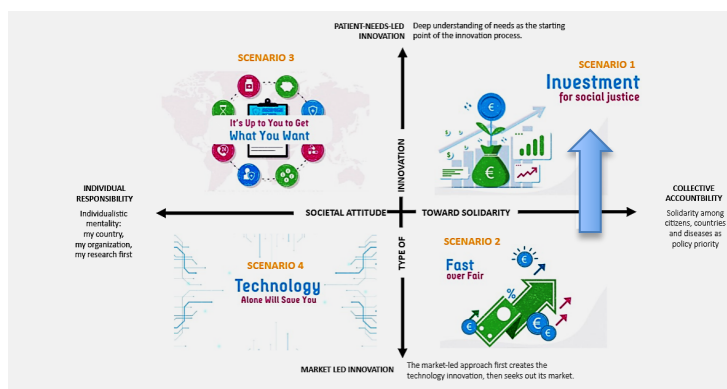 PATIENT-NEEDS-LED
INNOVATION
Deep understanding of needs as the starting
point of the innovation process.
SCENARIO 3
It's Up to You to Get
What You Want
SCENARIO 1
Investment
for social justice
€
€
INNOVATION
INDIVIDUAL
RESPONSIBILITY
Individualistic
mentality:
my country,
my organization,
my research first
SOCIETAL ATTITUDE
TOWARD SOLIDARITY
COLLECTIVE
ACCOUNTBILITY
Solidarity among
citizens, countries
and diseases as
policy priority
TYPE OF
SCENARIO 4
Technology
Alone Will Save You
SCENARIO 2
Fast
over Fair
€
%
€
€
€
MARKET LED INNOVATION
The market-led approach first creates the
technology innovation, then seeks out its market.